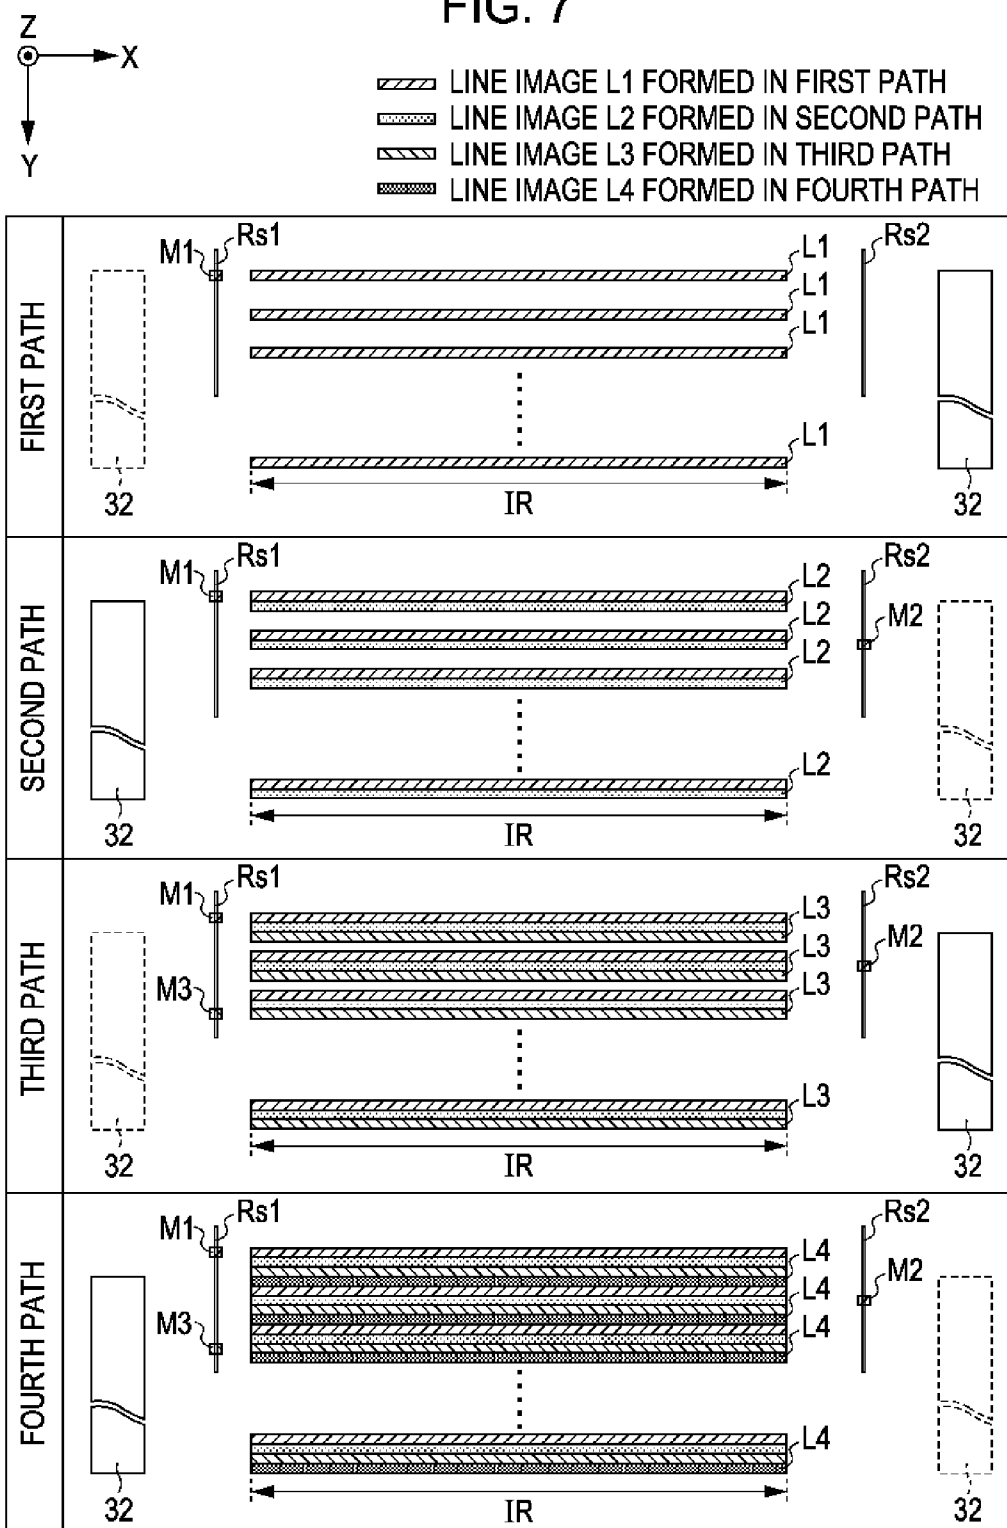 FIG. 7
Z
X
Y
LINE IMAGE L1 FORMED IN FIRST PATH
LINE IMAGE L2 FORMED IN SECOND PATH
LINE IMAGE L3 FORMED IN THIRD PATH
LINE IMAGE L4 FORMED IN FOURTH PATH
FIRST PATH
M1
Rs1
L1
L1
L1
L1
Rs2
32
IR
32
SECOND PATH
M1
Rs1
L2
L2
L2
L2
Rs2
M2
32
IR
32
THIRD PATH
M1
Rs1
M3
L3
L3
L3
L3
Rs2
M2
32
IR
32
FOURTH PATH
M1
Rs1
M3
L4
L4
L4
L4
Rs2
M2
32
IR
32